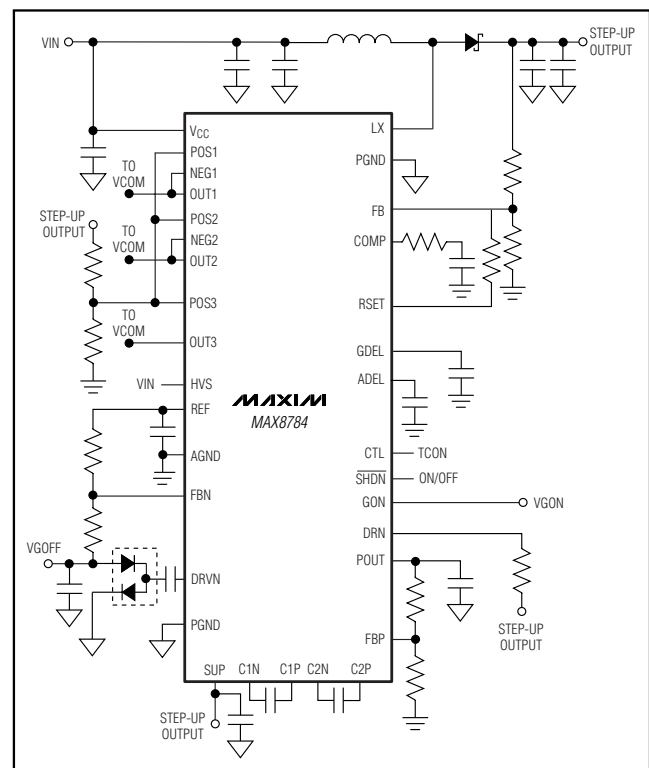 VIN
STEP-UP
OUTPUT
VCC
POS1
NEG1
OUT1
POS2
NEG2
OUT2
POS3
OUT3
HVS
REF
AGND
FBN
DRVN
PGND
TO
VCOM
STEP-UP
OUTPUT
TO
VCOM
TO
VCOM
VIN
VGOFF
MAXIM
MAX8784
LX
PGND
FB
COMP
RSET
GDEL
ADEL
CTL
SHDN
GON
DRN
POUT
FBP
TCON
ON/OFF
VGON
STEP-UP
OUTPUT
SUP
C1N
C1P
C2N
C2P
STEP-UP
OUTPUT